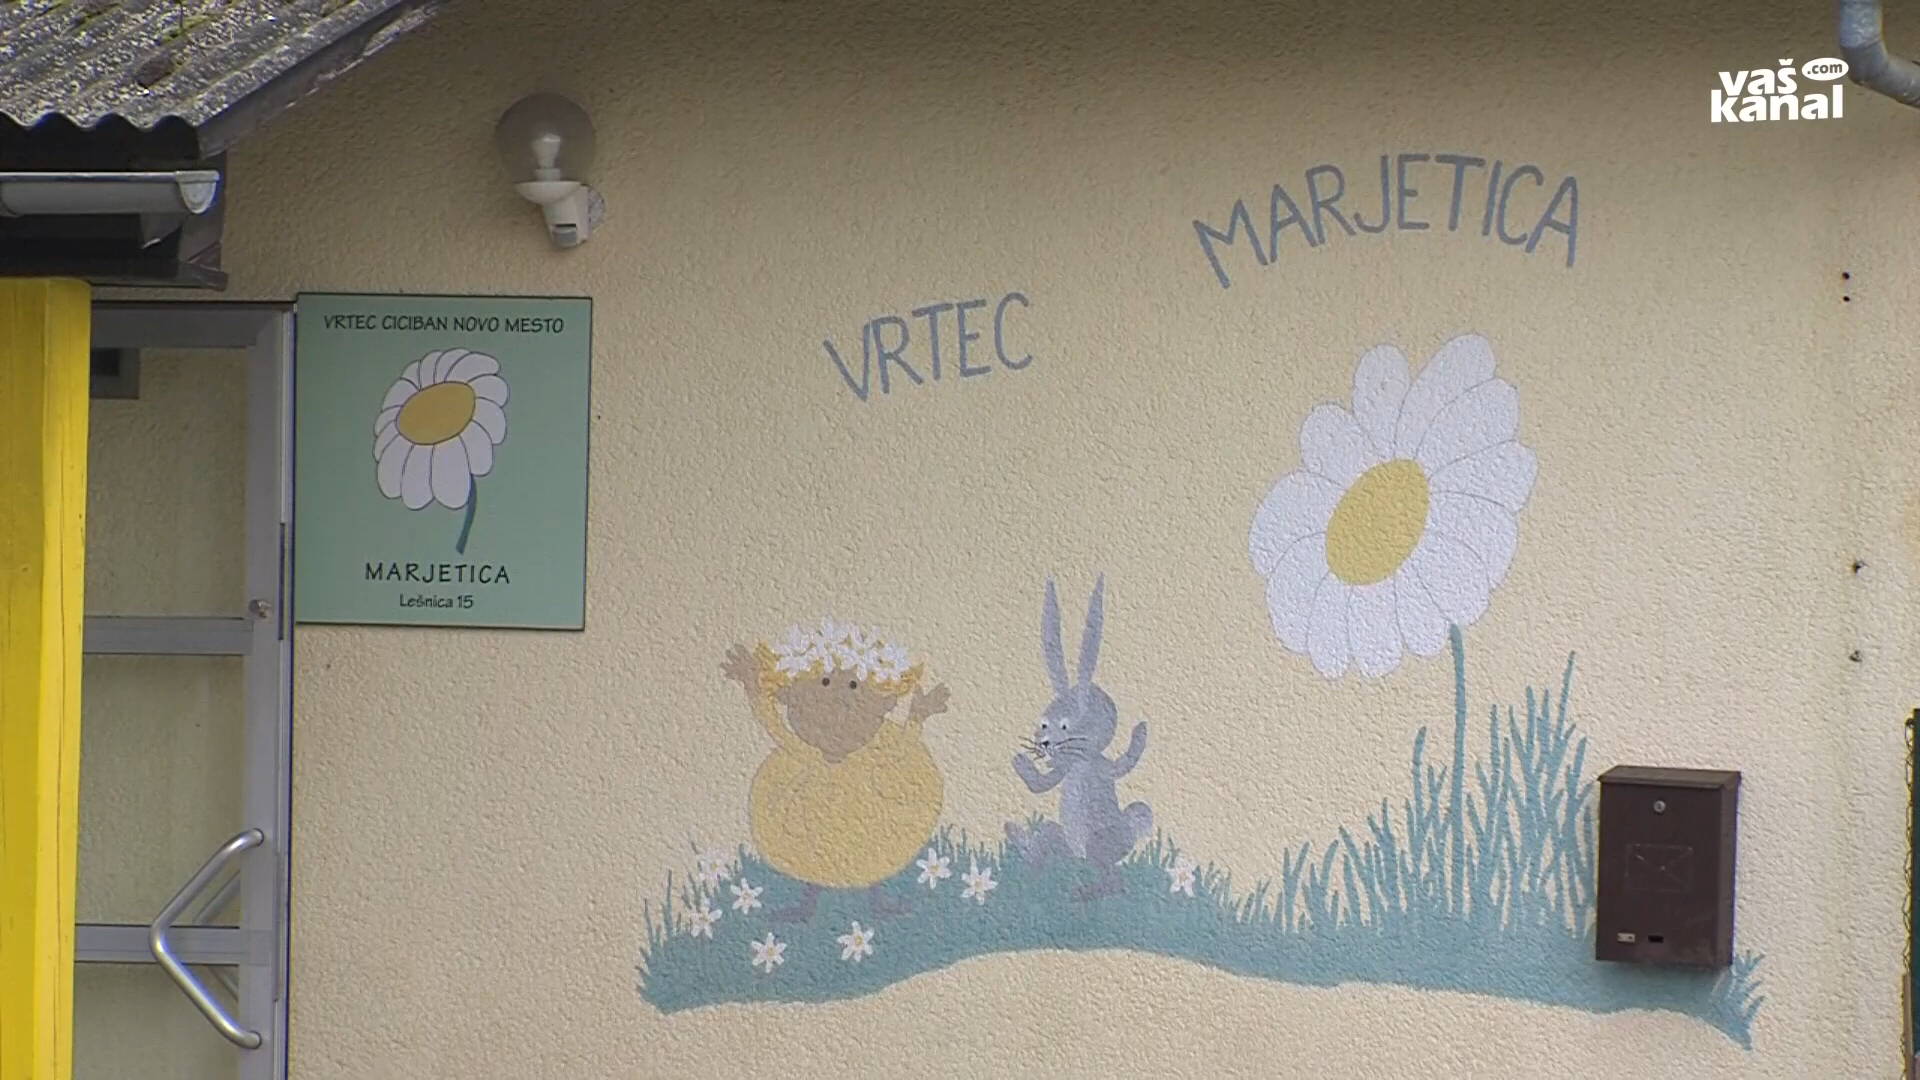 vaš
.com
kanal
MARJETICA
VRTEC
VRTEC CICIBAN NOVO MESTO
MARJETICA
Lešnica 15